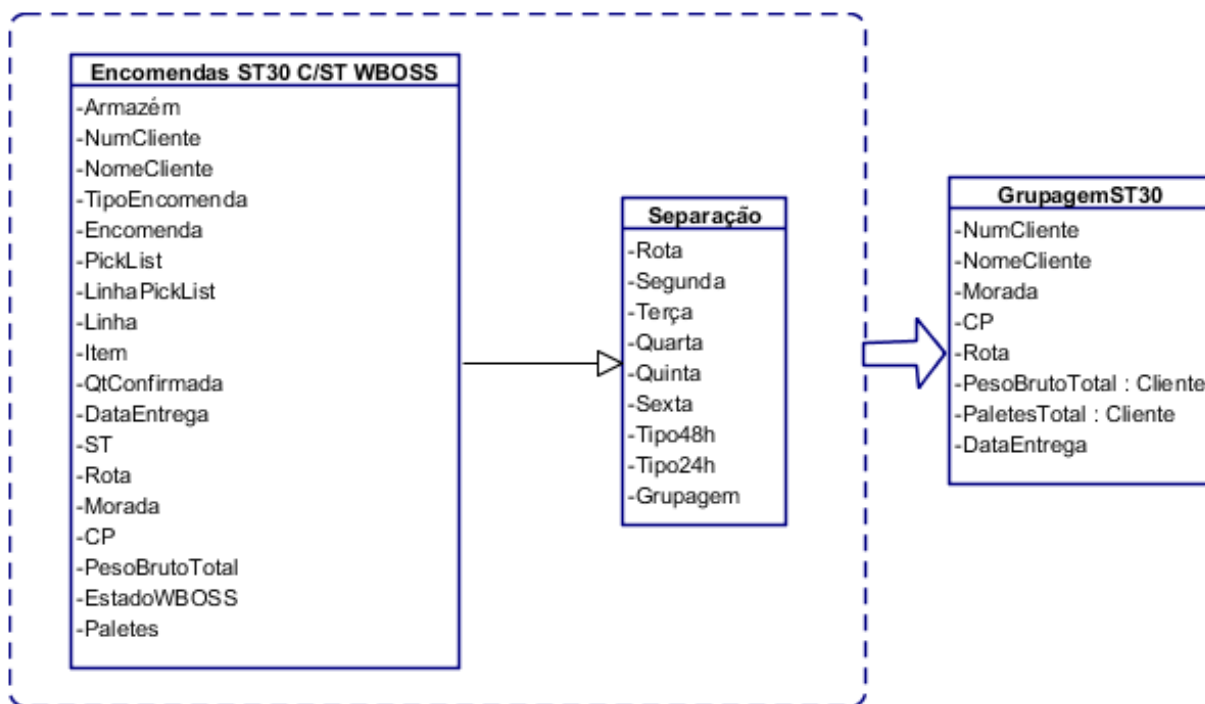 Encomendas ST30 C/ST WBOSS
-Armazém
-NumCliente
-NomeCliente
-TipoEncomenda
-Encomenda
-PickList
-LinhaPickList
-Linha
-Item
-QtConfirmada
-DataEntrega
-ST
-Rota
-Morada
-CP
-PesoBrutoTotal
-EstadoWBOSS
-Paletes
Separação
-Rota
-Segunda
-Terça
-Quarta
-Quinta
-Sexta
-Tipo48h
-Tipo24h
-Grupagem
GrupagemST30
-NumCliente
-NomeCliente
-Morada
-CP
-Rota
-PesoBrutoTotal : Cliente
-PaletesTotal : Cliente
-DataEntrega